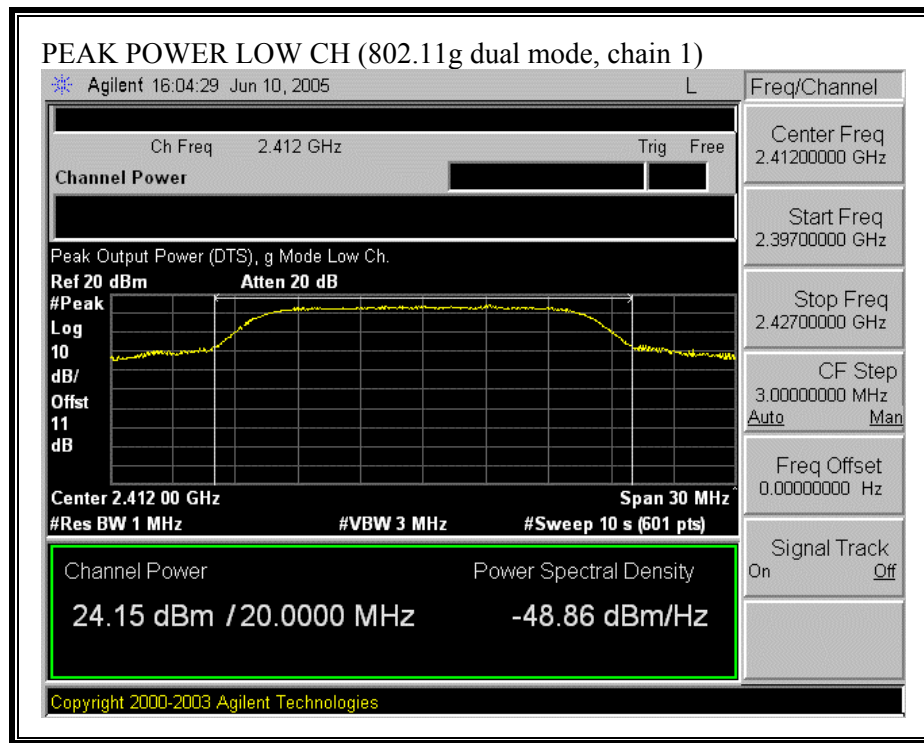 PEAK POWER LOW CH (802.11g dual mode, chain 1)
Agilent 16:04:29 Jun 10, 2005 L
Freq/Channel
Ch Freq 2.412 GHz Trig Free
Channel Power
Center Freq
2.41200000 GHz
Start Freq
2.39700000 GHz
Stop Freq
2.42700000 GHz
CF Step
3.00000000 MHz
Auto Man
Freq Offset
0.00000000 Hz
Signal Track
On Off
Peak Output Power (DTS), g Mode Low Ch.
Ref 20 dBm Atten 20 dB
#Peak
Log
10
dB/
Offst
11
dB
Center 2.412 00 GHz Span 30 MHz
#Res BW 1 MHz #VBW 3 MHz #Sweep 10 s (601 pts)
Channel Power Power Spectral Density
24.15 dBm / 20.0000 MHz -48.86 dBm/Hz
Copyright 2000-2003 Agilent Technologies